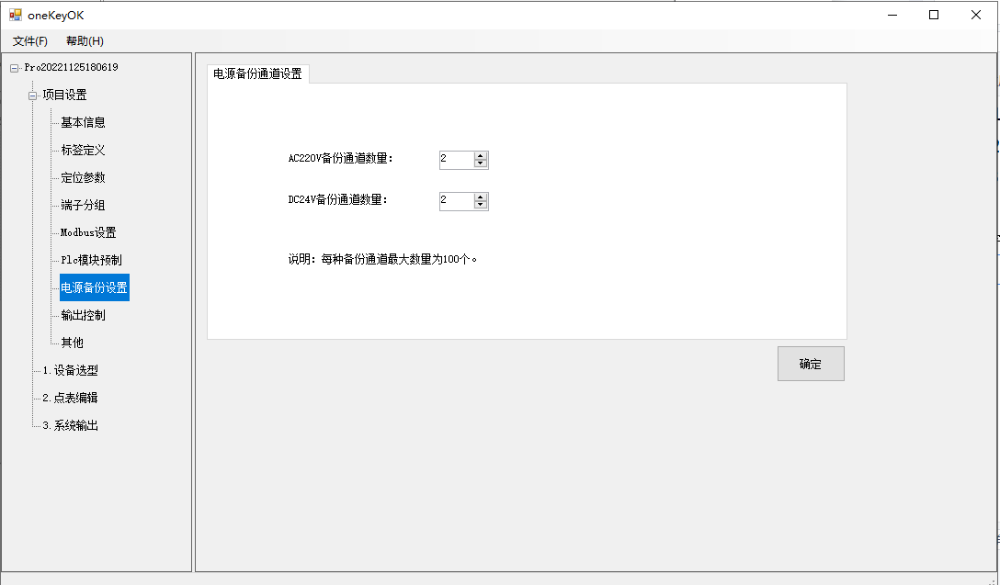 oneKeyOK
文件(F) 帮助(H)
Pro20221125180619
项目设置
基本信息
标签定义
定位参数
端子分组
Modbus设置
Plc模块预制
电源备份设置
输出控制
其他
1.设备选型
2.点表编辑
3.系统输出
电源备份通道设置
AC220V备份通道数量： 2
DC24V备份通道数量： 2
说明：每种备份通道最大数量为100个。
确定